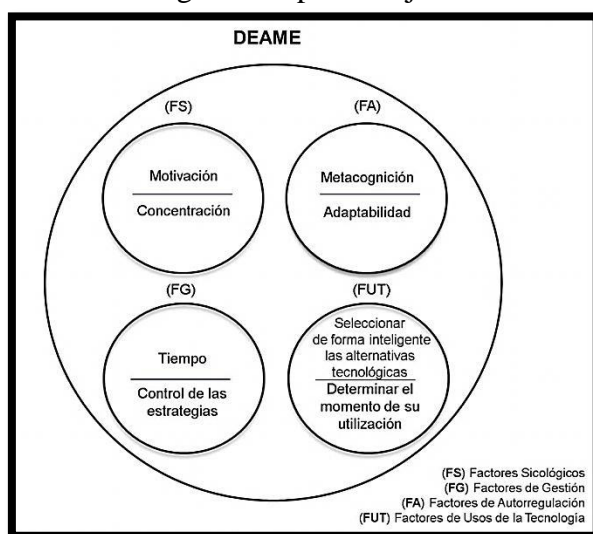 DEAME
(FS)
Motivación
Concentración
(FA)
Metacognición
Adaptabilidad
(FG)
Tiempo
Control de las
estrategias
(FUT)
Seleccionar
de forma inteligente
las alternativas
tecnológicas
Determinar el
momento de su
utilización
(FS) Factores Sicológicos
(FG) Factores de Gestión
(FA) Factores de Autorregulación
(FUT) Factores de Usos de la Tecnología